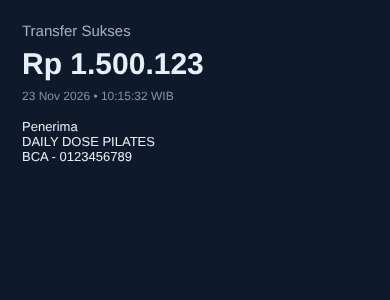 Transfer Sukses
Rp 1.500.123
23 Nov 2026 • 10:15:32 WIB
Penerima
DAILY DOSE PILATES
BCA - 0123456789